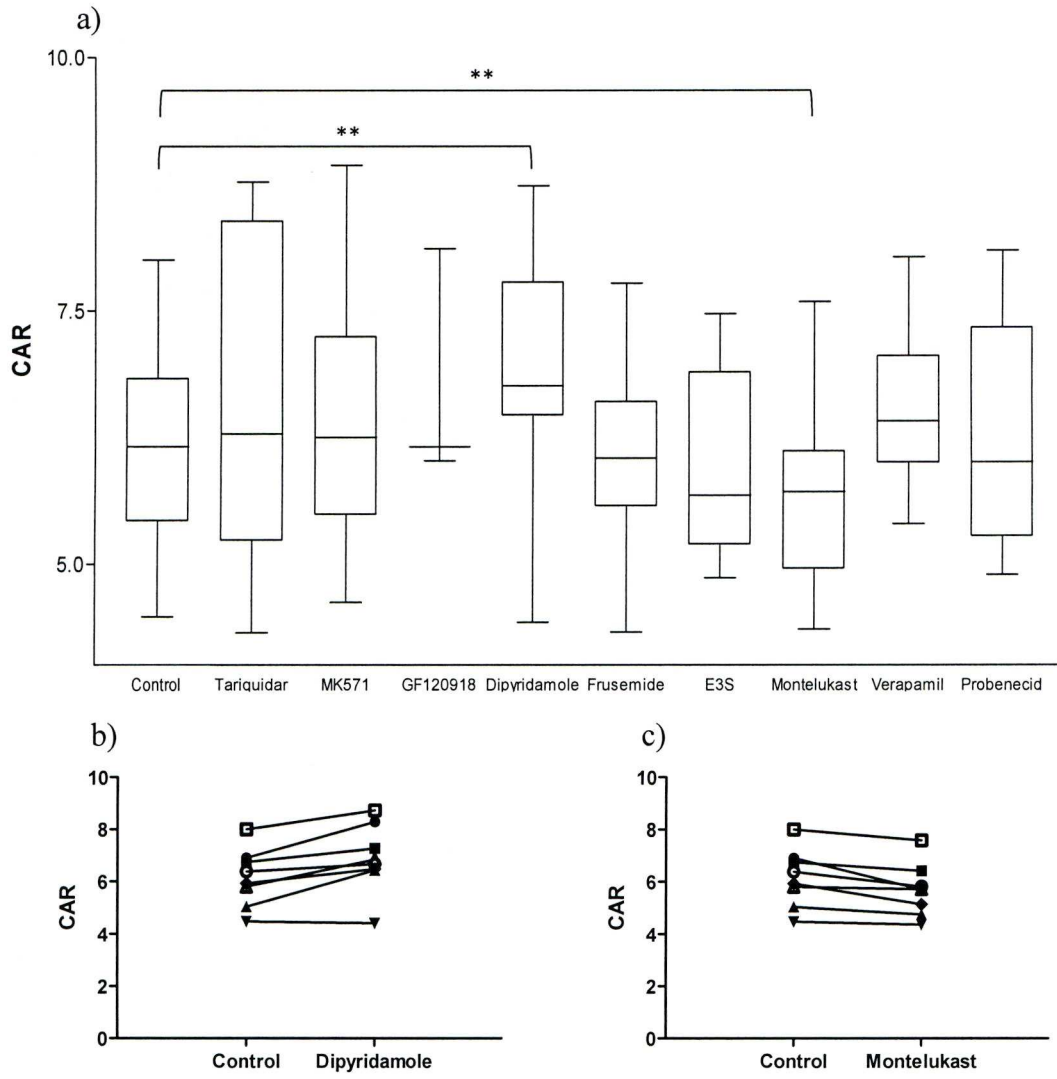 a)
10.0
**
**
7.5
CAR
5.0
Control Tariquidar MK571 GF120918 Dipyridamole Frusemide E3S Montelukast Verapamil Probenecid
b)
10
8
6
CAR
4
2
0
Control Dipyridamole
c)
10
8
6
CAR
4
2
0
Control Montelukast